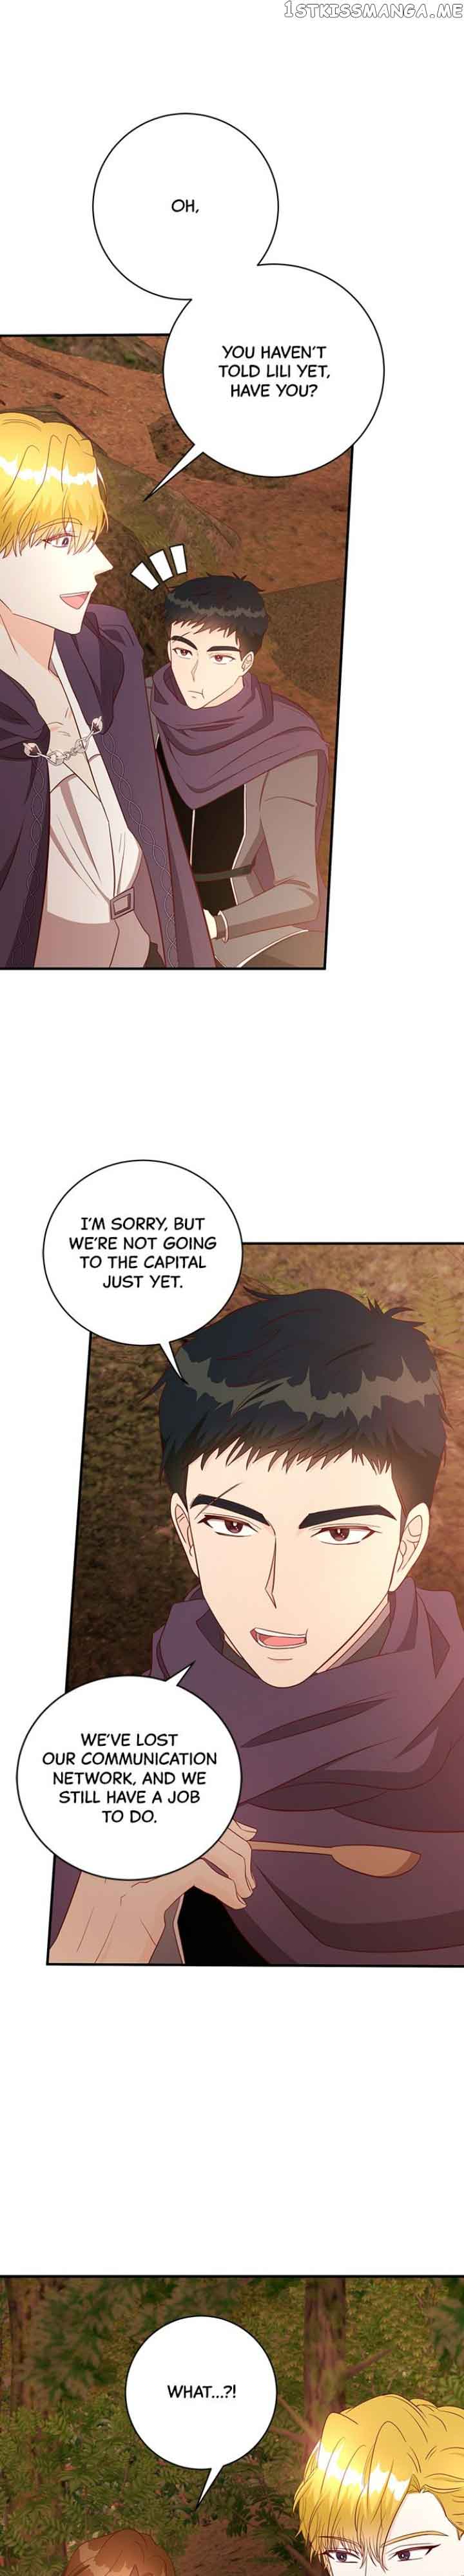 1STKISSMANGA.ME
OH,
YOU HAVEN'T
TOLD LILI YET,
HAVE YOU?
I'M SORRY, BUT
WE'RE NOT GOING
TO THE CAPITAL
JUST YET.
WE'VE LOST
OUR COMMUNICATION
NETWORK, AND WE
STILL HAVE A JOB
TO DO.
WHAT...?!